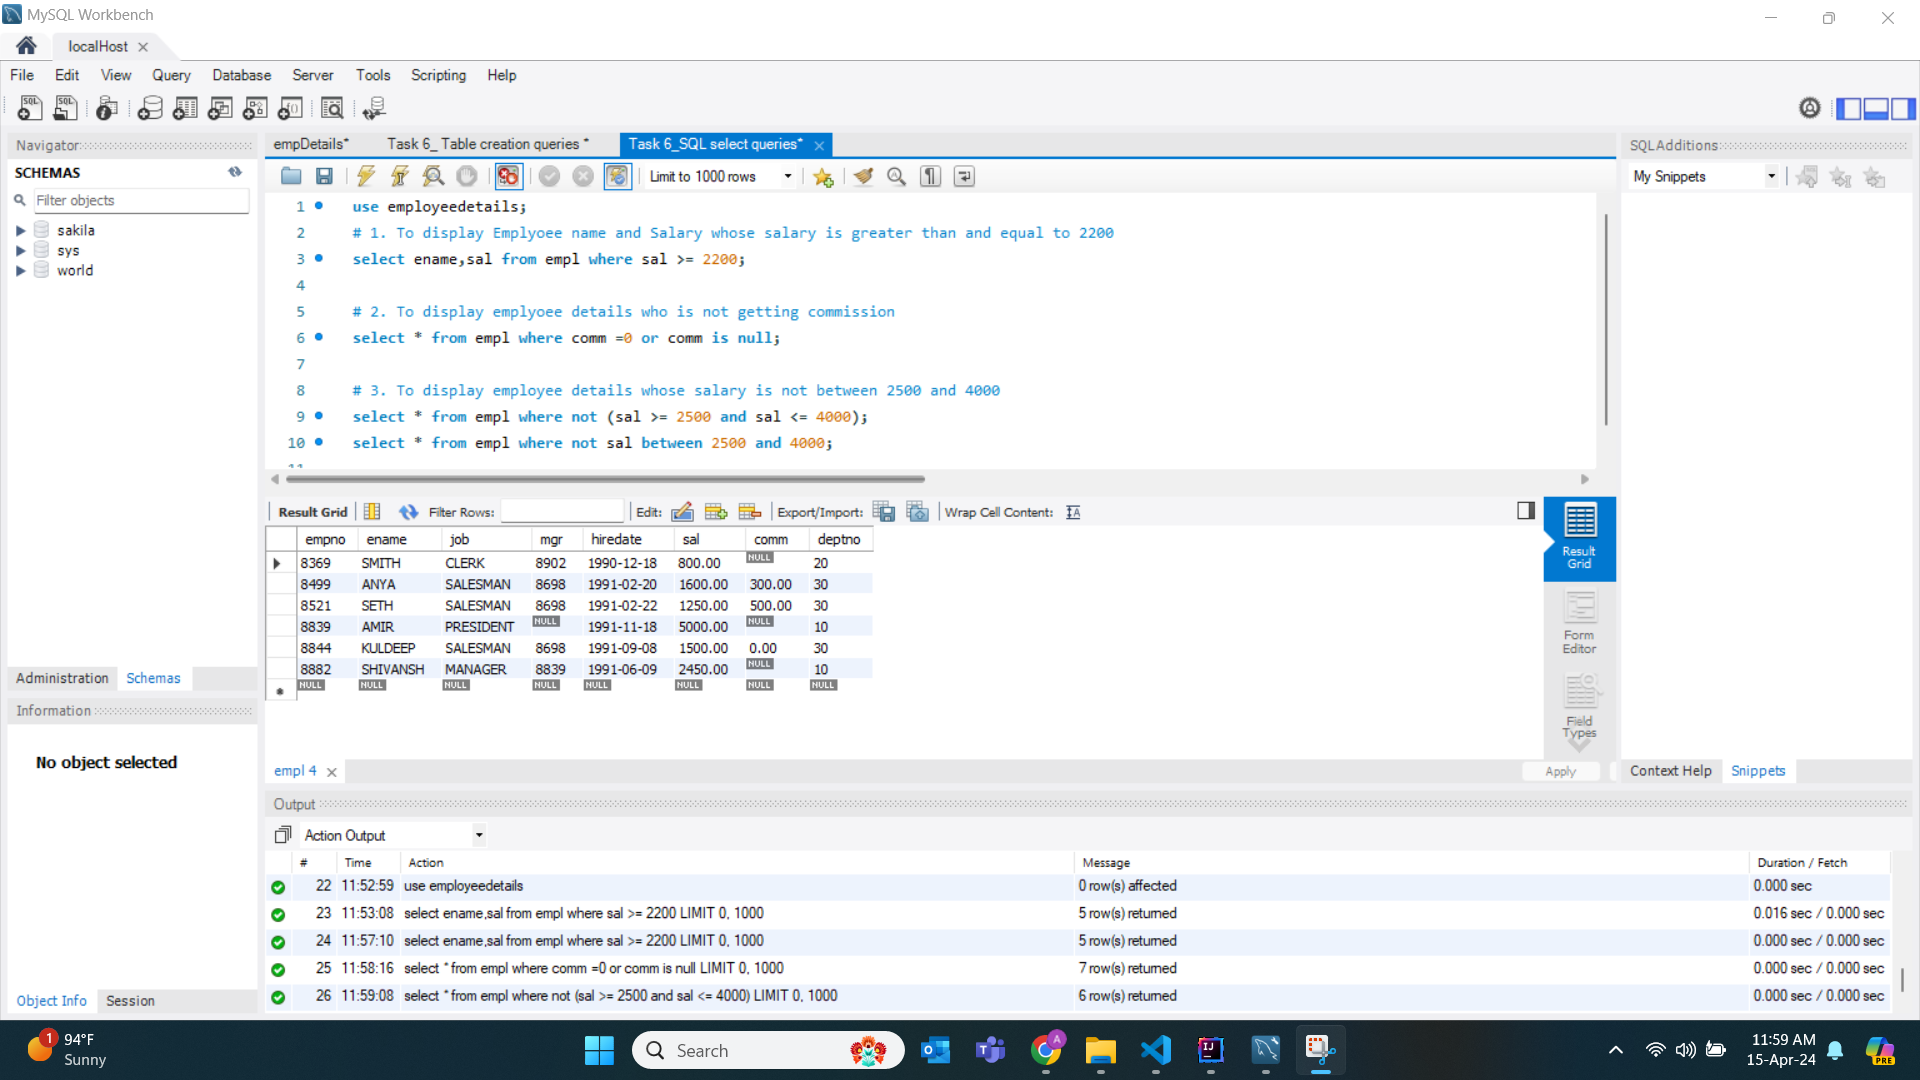 MySQL Workbench
localHost
File Edit View Query Database Server Tools Scripting Help
Navigator
SCHEMAS
Filter objects
sakila
sys
world
Administration Schemas
Information
No object selected
Object Info Session
empDetails* Task 6_ Table creation queries * Task 6_SQL select queries*
Limit to 1000 rows
1 use employeedetails;
2 # 1. To display Emplyoee name and Salary whose salary is greater than and equal to 2200
3 select ename,sal from empl where sal >= 2200;
4
5 # 2. To display emplyoee details who is not getting commission
6 select * from empl where comm =0 or comm is null;
7
8 # 3. To display employee details whose salary is not between 2500 and 4000
9 select * from empl where not (sal >= 2500 and sal <= 4000);
10 select * from empl where not sal between 2500 and 4000;
11
Result Grid Filter Rows: Edit: Export/Import: Wrap Cell Content:
empno ename job mgr hiredate sal comm deptno
8369 SMITH CLERK 8902 1990-12-18 800.00 NULL 20
8499 ANYA SALESMAN 8698 1991-02-20 1600.00 300.00 30
8521 SETH SALESMAN 8698 1991-02-22 1250.00 500.00 30
8839 AMIR PRESIDENT NULL 1991-11-18 5000.00 NULL 10
8844 KULDEEP SALESMAN 8698 1991-09-08 1500.00 0.00 30
8882 SHIVANSH MANAGER 8839 1991-06-09 2450.00 NULL 10
NULL NULL NULL NULL NULL NULL NULL NULL
Result
Grid
Form
Editor
Field
Types
empl 4
Apply
SQLAdditions
My Snippets
Context Help Snippets
Output
Action Output
# Time Action Message Duration / Fetch
22 11:52:59 use employeedetails 0 row(s) affected 0.000 sec
23 11:53:08 select ename,sal from empl where sal >= 2200 LIMIT 0, 1000 5 row(s) returned 0.016 sec / 0.000 sec
24 11:57:10 select ename,sal from empl where sal >= 2200 LIMIT 0, 1000 5 row(s) returned 0.000 sec / 0.000 sec
25 11:58:16 select * from empl where comm =0 or comm is null LIMIT 0, 1000 7 row(s) returned 0.000 sec / 0.000 sec
26 11:59:08 select * from empl where not (sal >= 2500 and sal <= 4000) LIMIT 0, 1000 6 row(s) returned 0.000 sec / 0.000 sec
1
94°F
Sunny
Search
11:59 AM
15-Apr-24
PRE